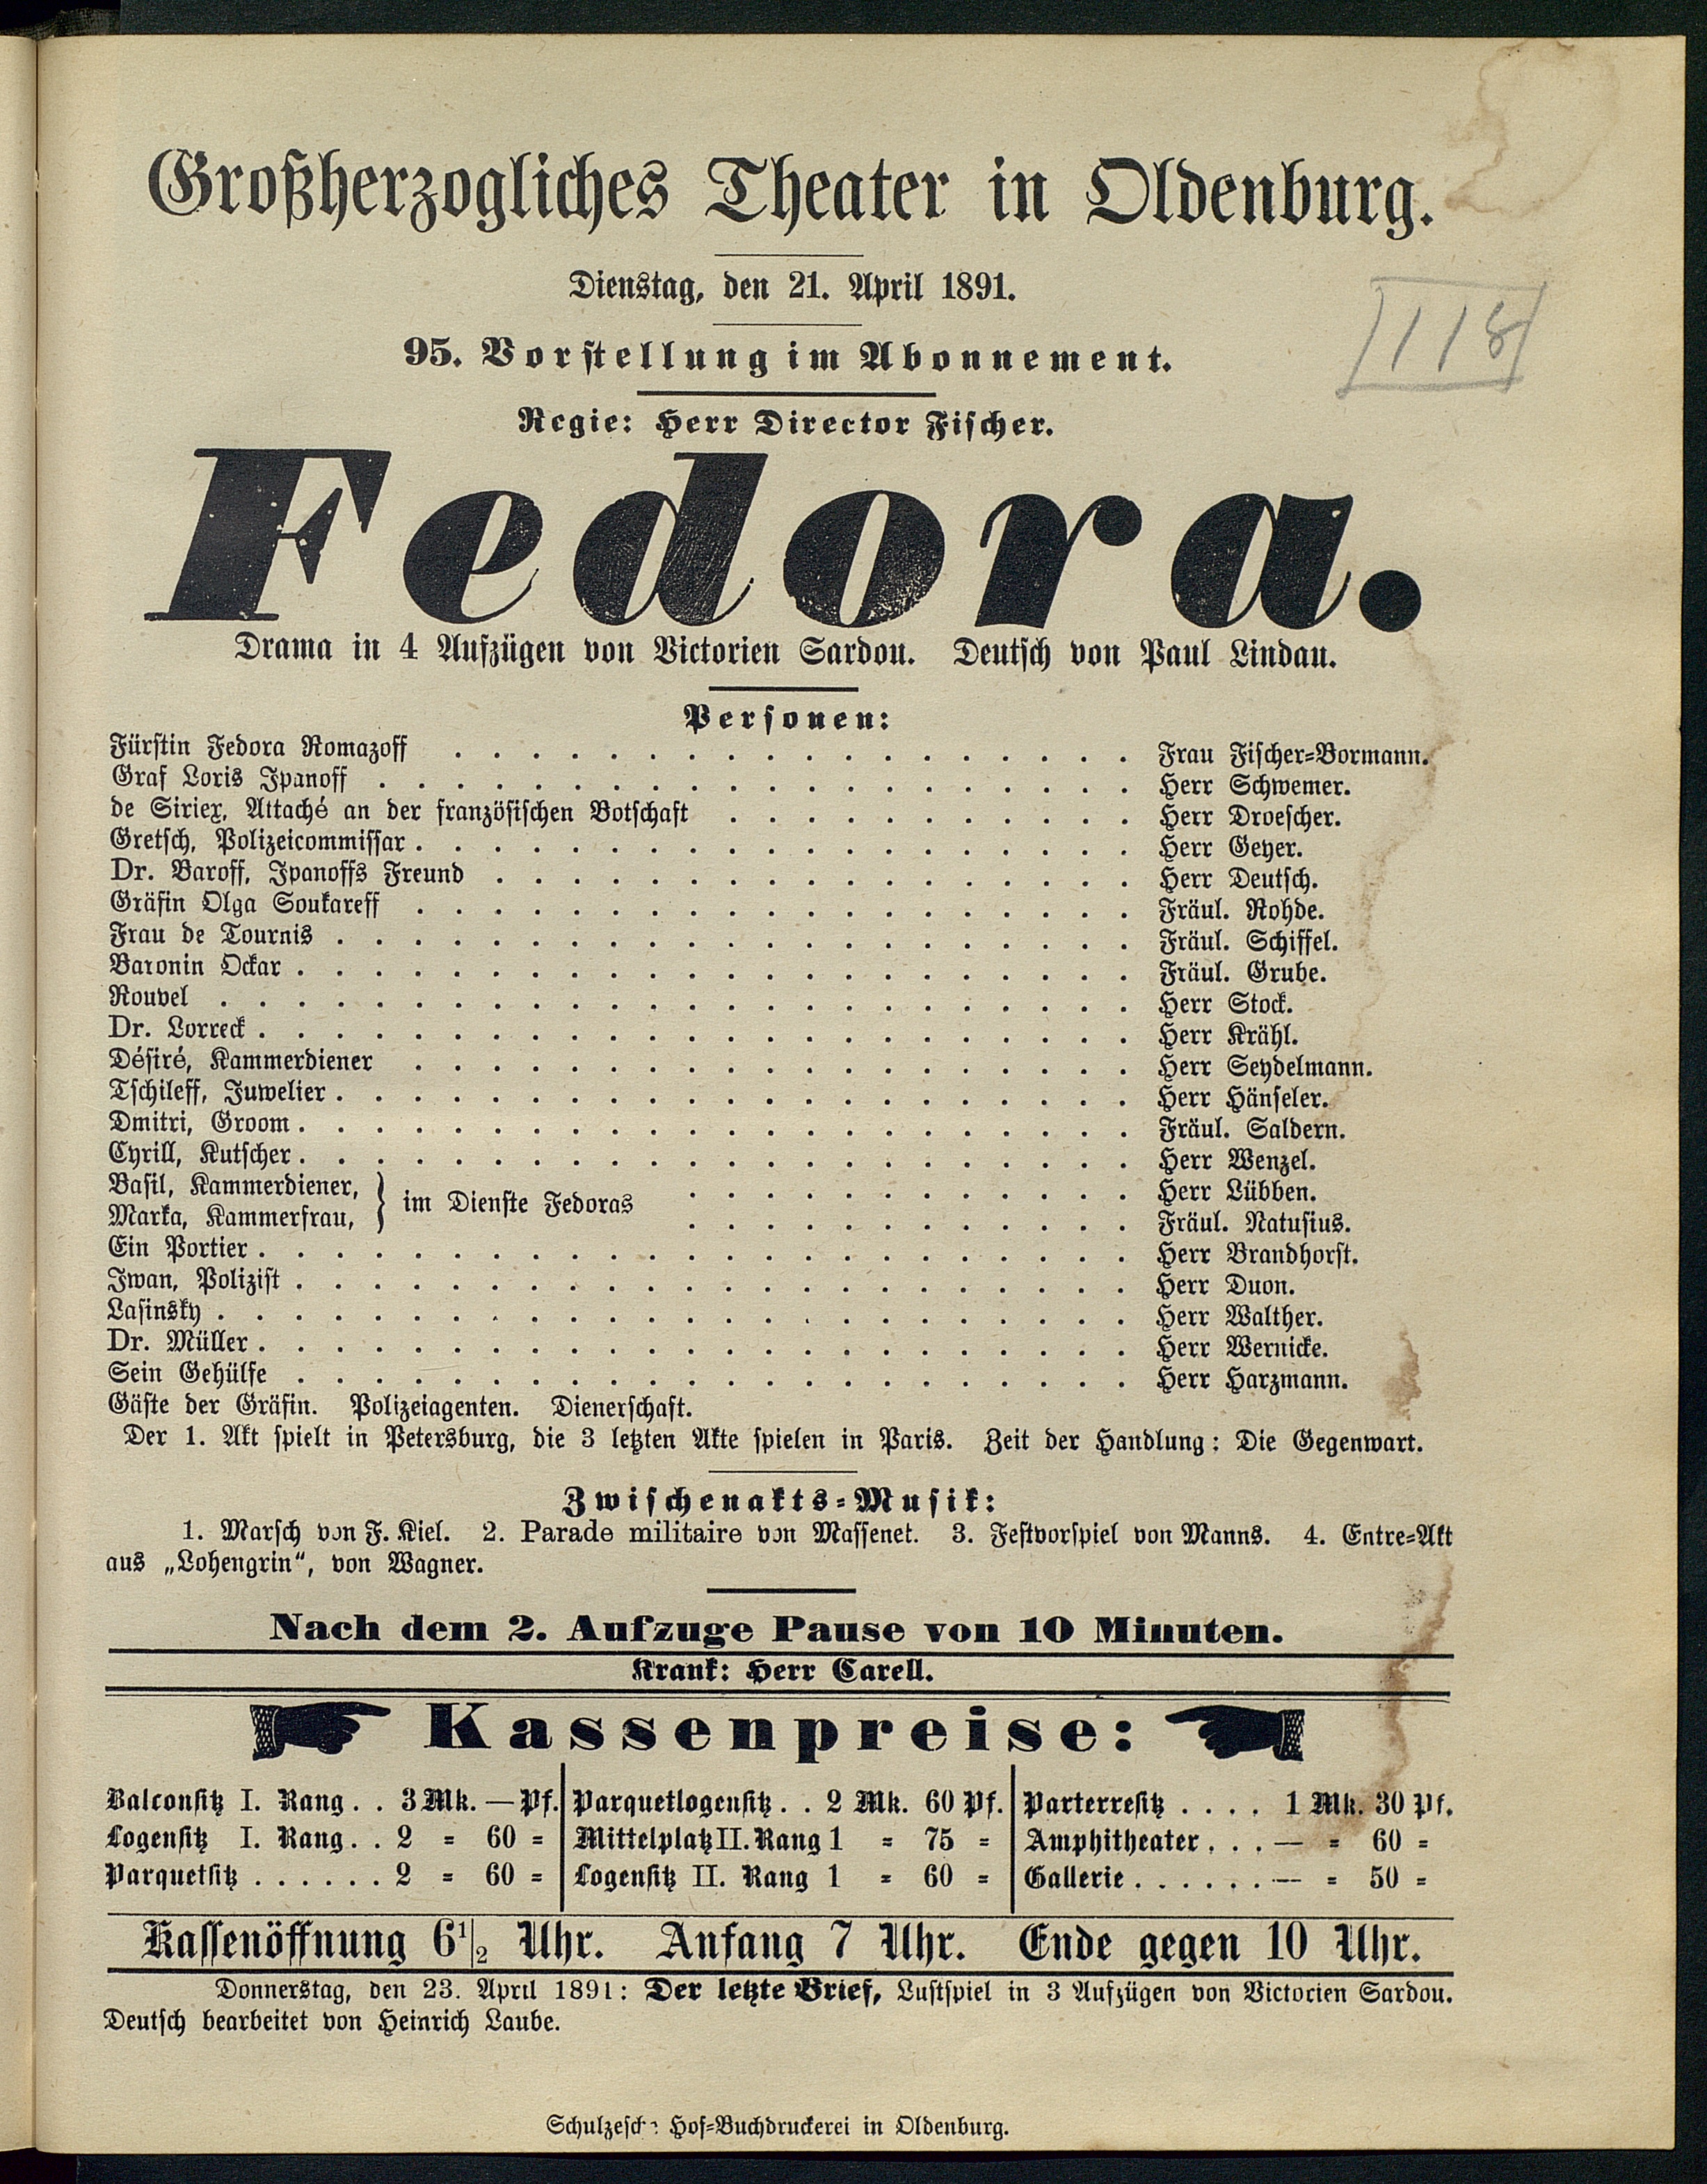 Großherzogliches Theater in Oldenburg.
Dienstag, den 21. April 1891.
118
95. Vorstellung im Abonnement.
Regie: Herr Director Fischer.
Fedora.
Drama in 4 Aufzügen von Victorien Sardou. Deutsch von Paul Lindau.
Personen:
Fürstin Fedora Romazoff . . . . . . . . . . . . . . . . . . Frau Fischer-Bormann.
Graf Loris Ipanoff . . . . . . . . . . . . . . . . . . . . Herr Schwemer.
de Siriex, Attaché an der französischen Botschaft . . . . . . . . . . . Herr Droescher.
Gretsch, Polizeicommissar . . . . . . . . . . . . . . . . . . . Herr Geyer.
Dr. Baroff, Ipanoffs Freund . . . . . . . . . . . . . . . . . Herr Deutsch.
Gräfin Olga Soukareff . . . . . . . . . . . . . . . . . . . Fräul. Rohde.
Frau de Tournis . . . . . . . . . . . . . . . . . . . . . Fräul. Schiffel.
Baronin Ockar . . . . . . . . . . . . . . . . . . . . . . Fräul. Grube.
Rouvel . . . . . . . . . . . . . . . . . . . . . . . . Herr Stock.
Dr. Lorreck . . . . . . . . . . . . . . . . . . . . . . . Herr Krähl.
Désiré, Kammerdiener . . . . . . . . . . . . . . . . . . . Herr Seydelmann.
Tschileff, Juwelier . . . . . . . . . . . . . . . . . . . . . Herr Hänseler.
Dmitri, Groom . . . . . . . . . . . . . . . . . . . . . . Fräul. Saldern.
Cyrill, Kutscher . . . . . . . . . . . . . . . . . . . . . . Herr Wenzel.
Basil, Kammerdiener, } im Dienste Fedoras . . . . . . . . . . . . Herr Lübben.
Marka, Kammerfrau, } . . . . . . . . . . . . Fräul. Natusius.
Ein Portier . . . . . . . . . . . . . . . . . . . . . . . Herr Brandhorst.
Iwan, Polizist . . . . . . . . . . . . . . . . . . . . . . Herr Duon.
Lasinsky . . . . . . . . . . . . . . . . . . . . . . . . Herr Walther.
Dr. Müller . . . . . . . . . . . . . . . . . . . . . . . Herr Wernicke.
Sein Gehülfe . . . . . . . . . . . . . . . . . . . . . . Herr Harzmann.
Gäste der Gräfin. Polizeiagenten. Dienerschaft.
Der 1. Akt spielt in Petersburg, die 3 letzten Akte spielen in Paris. Zeit der Handlung: Die Gegenwart.
Zwischenakts-Musik:
1. Marsch von F. Kiel. 2. Parade militaire von Massenet. 3. Festvorspiel von Manns. 4. Entre-Akt
aus „Lohengrin“, von Wagner.
Nach dem 2. Aufzuge Pause von 10 Minuten.
Krank: Herr Carell.
Kassenpreise:
Balconsitz I. Rang . . 3 Mk. — Pf.
Logensitz I. Rang . . 2 = 60 =
Parquetsitz . . . . . . 2 = 60 =
Parquetlogensitz . . 2 Mk. 60 Pf.
Mittelplatz II. Rang 1 = 75 =
Logensitz II. Rang 1 = 60 =
Parterresitz . . . . 1 Mk. 30 Pf.
Amphitheater . . . — = 60 =
Gallerie . . . . . . — = 50 =
Kassenöffnung 6 1/2 Uhr. Anfang 7 Uhr. Ende gegen 10 Uhr.
Donnerstag, den 23. April 1891: Der letzte Brief, Lustspiel in 3 Aufzügen von Victorien Sardou.
Deutsch bearbeitet von Heinrich Laube.
Schulzesche Hof-Buchdruckerei in Oldenburg.